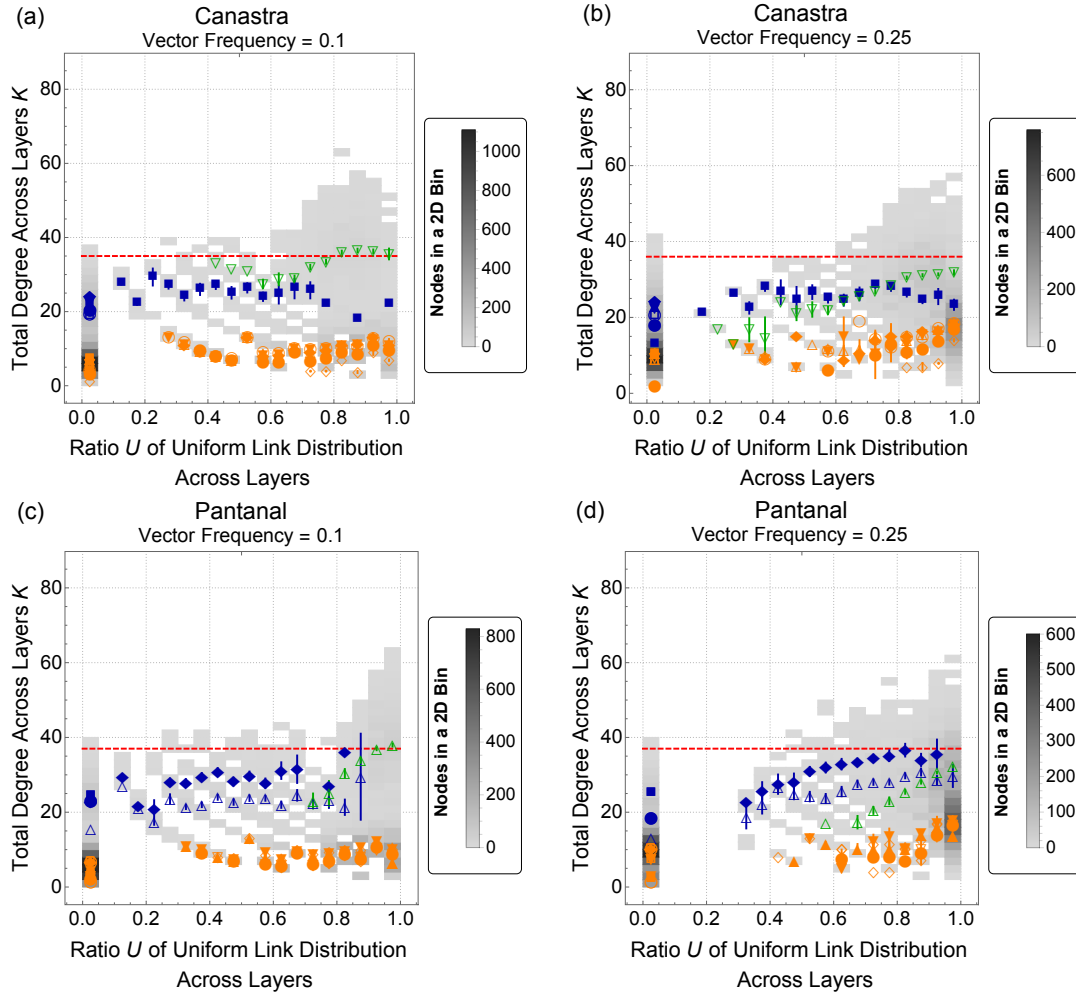 (a)
Canastra
Vector Frequency = 0.1
Total Degree Across Layers K
80
60
40
20
0
0.0 0.2 0.4 0.6 0.8 1.0
Ratio U of Uniform Link Distribution
Across Layers
Nodes in a 2D Bin
1000
800
600
400
200
0
(b)
Canastra
Vector Frequency = 0.25
Total Degree Across Layers K
80
60
40
20
0
0.0 0.2 0.4 0.6 0.8 1.0
Ratio U of Uniform Link Distribution
Across Layers
Nodes in a 2D Bin
600
400
200
0
(c)
Pantanal
Vector Frequency = 0.1
Total Degree Across Layers K
80
60
40
20
0
0.0 0.2 0.4 0.6 0.8 1.0
Ratio U of Uniform Link Distribution
Across Layers
Nodes in a 2D Bin
800
600
400
200
0
(d)
Pantanal
Vector Frequency = 0.25
Total Degree Across Layers K
80
60
40
20
0
0.0 0.2 0.4 0.6 0.8 1.0
Ratio U of Uniform Link Distribution
Across Layers
Nodes in a 2D Bin
600
500
400
300
200
100
0